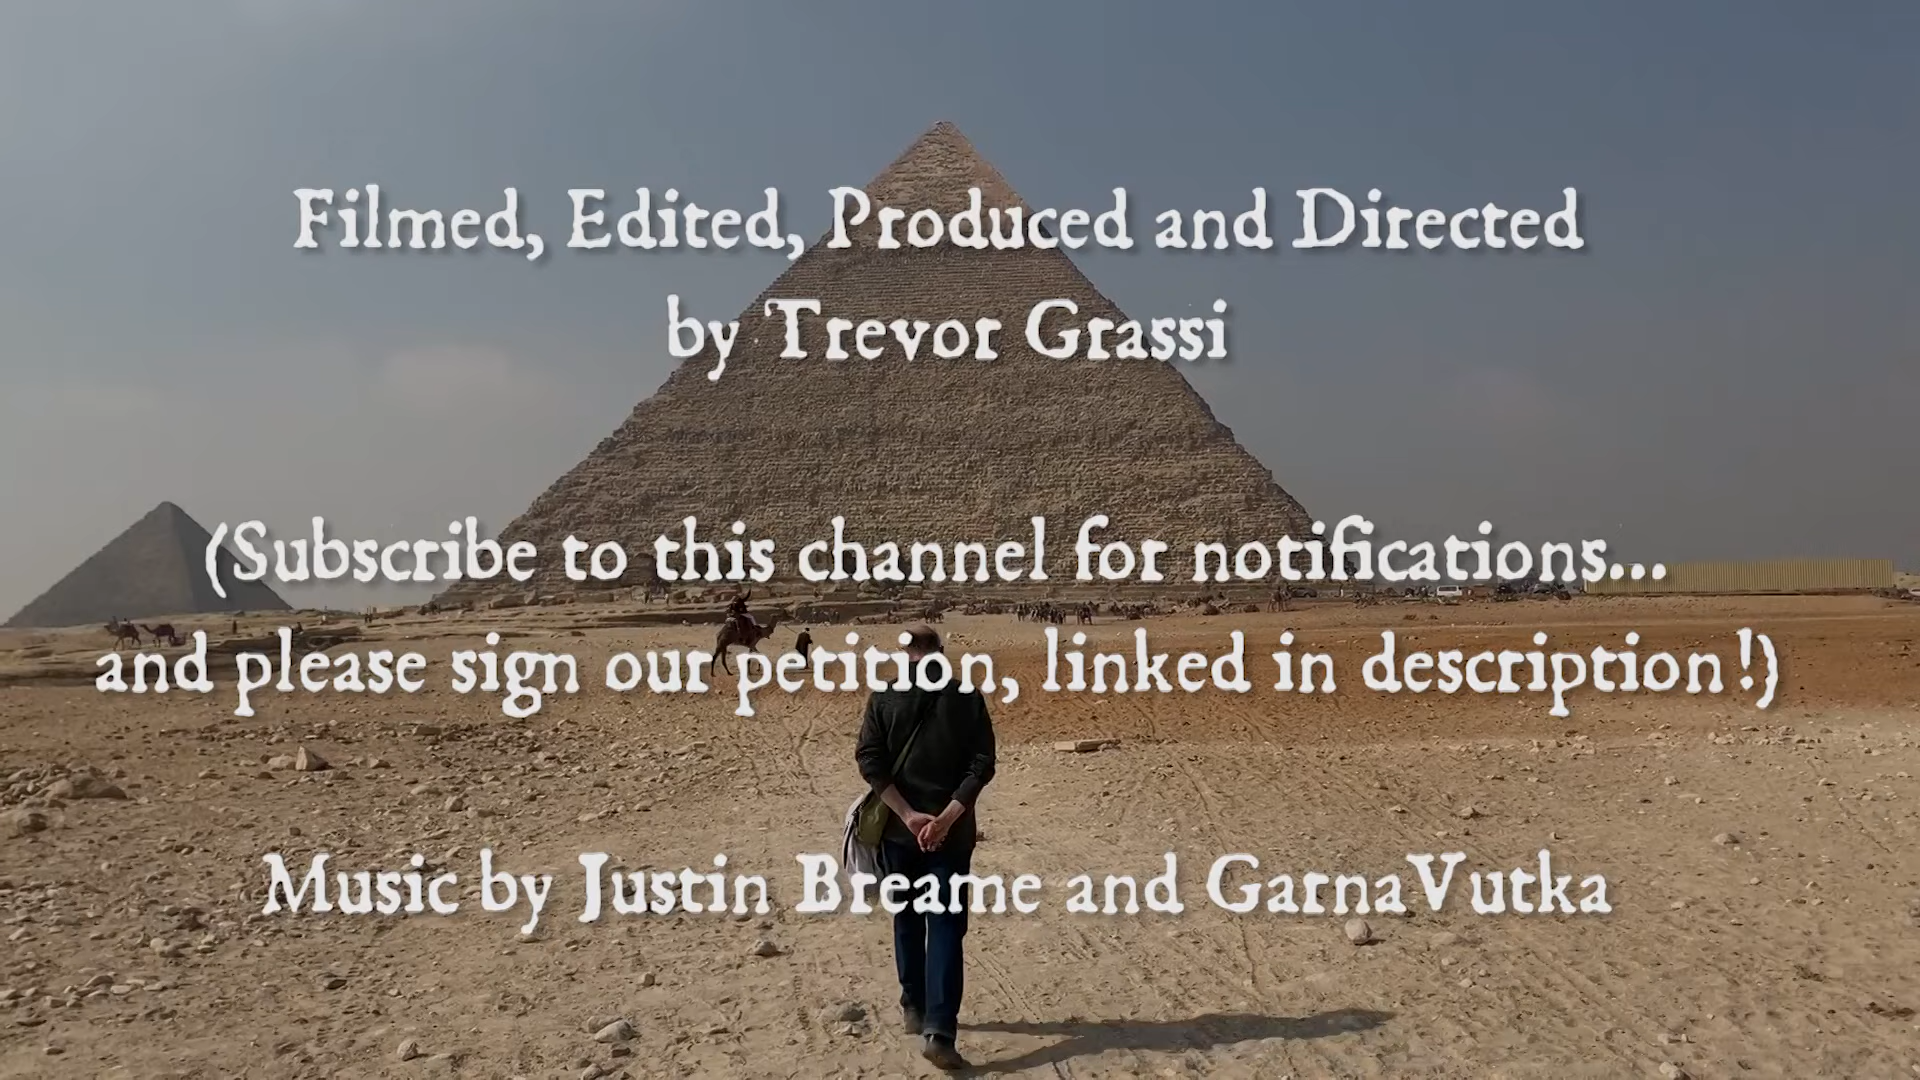 Filmed, Edited, Produced and Directed
by Trevor Grassi
(Subscribe to this channel for notifications...
and please sign our petition, linked in description!)
Music by Justin Breame and GarnaVutka